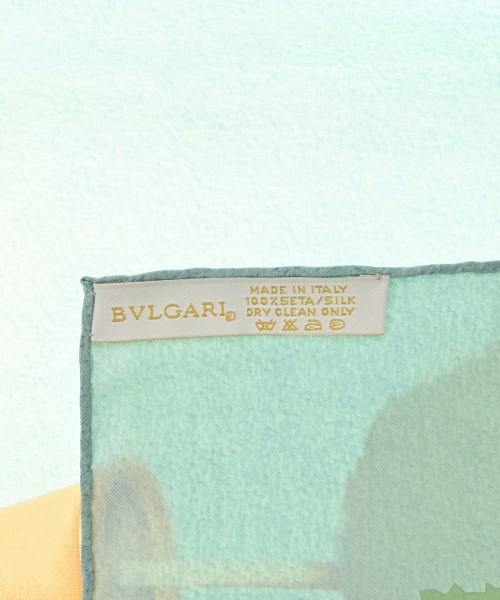 BVLGARI®
MADE IN ITALY
100% SETA/SILK
DRY CLEAN ONLY